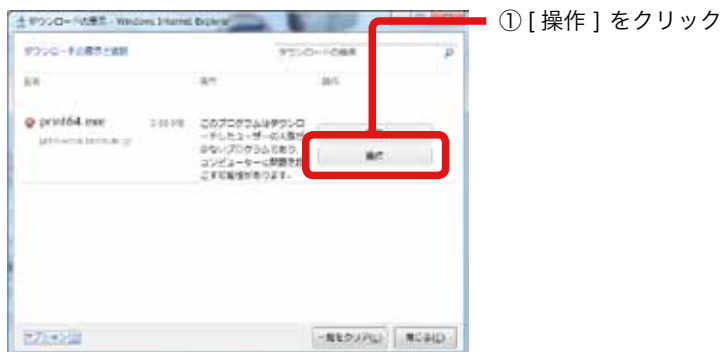 ダウンロードの表示 - Windows Internet Explorer
① [ 操作 ] をクリック
ダウンロードの表示と追跡
ダウンロードの検索
名前 場所 操作
print64.exe
このプログラムはダウンロ
ードしたユーザーの人数が
少ないプログラムであり、
コンピューターに問題を起
こす可能性があります。
操作
オプション(O)
一覧をクリア(L)
閉じる(C)